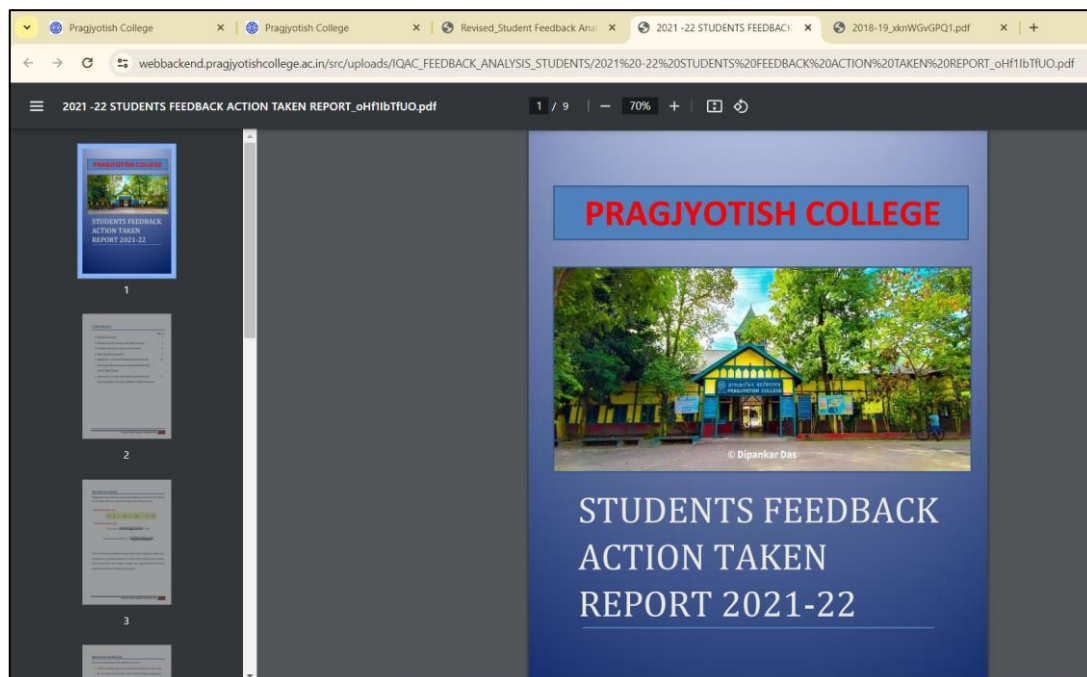 Pragjyotish College
Pragjyotish College
Revised_Student Feedback Ana
2021 -22 STUDENTS FEEDBACK
2018-19_xknWGvGPQ1.pdf
webbackend.pragjyotishcollege.ac.in/src/uploads/IQAC_FEEDBACK_ANALYSIS_STUDENTS/2021%20-22%20STUDENTS%20FEEDBACK%20ACTION%20TAKEN%20REPORT_oHf1IbTfUO.pdf
2021 -22 STUDENTS FEEDBACK ACTION TAKEN REPORT_oHf1IbTfUO.pdf
1 / 9
70%
PRAGJYOTISH COLLEGE
STUDENTS FEEDBACK
ACTION TAKEN
REPORT 2021-22
1
2
3
PRAGJYOTISH COLLEGE
PRAGJYOTISH COLLEGE
© Dipankar Das
STUDENTS FEEDBACK
ACTION TAKEN
REPORT 2021-22